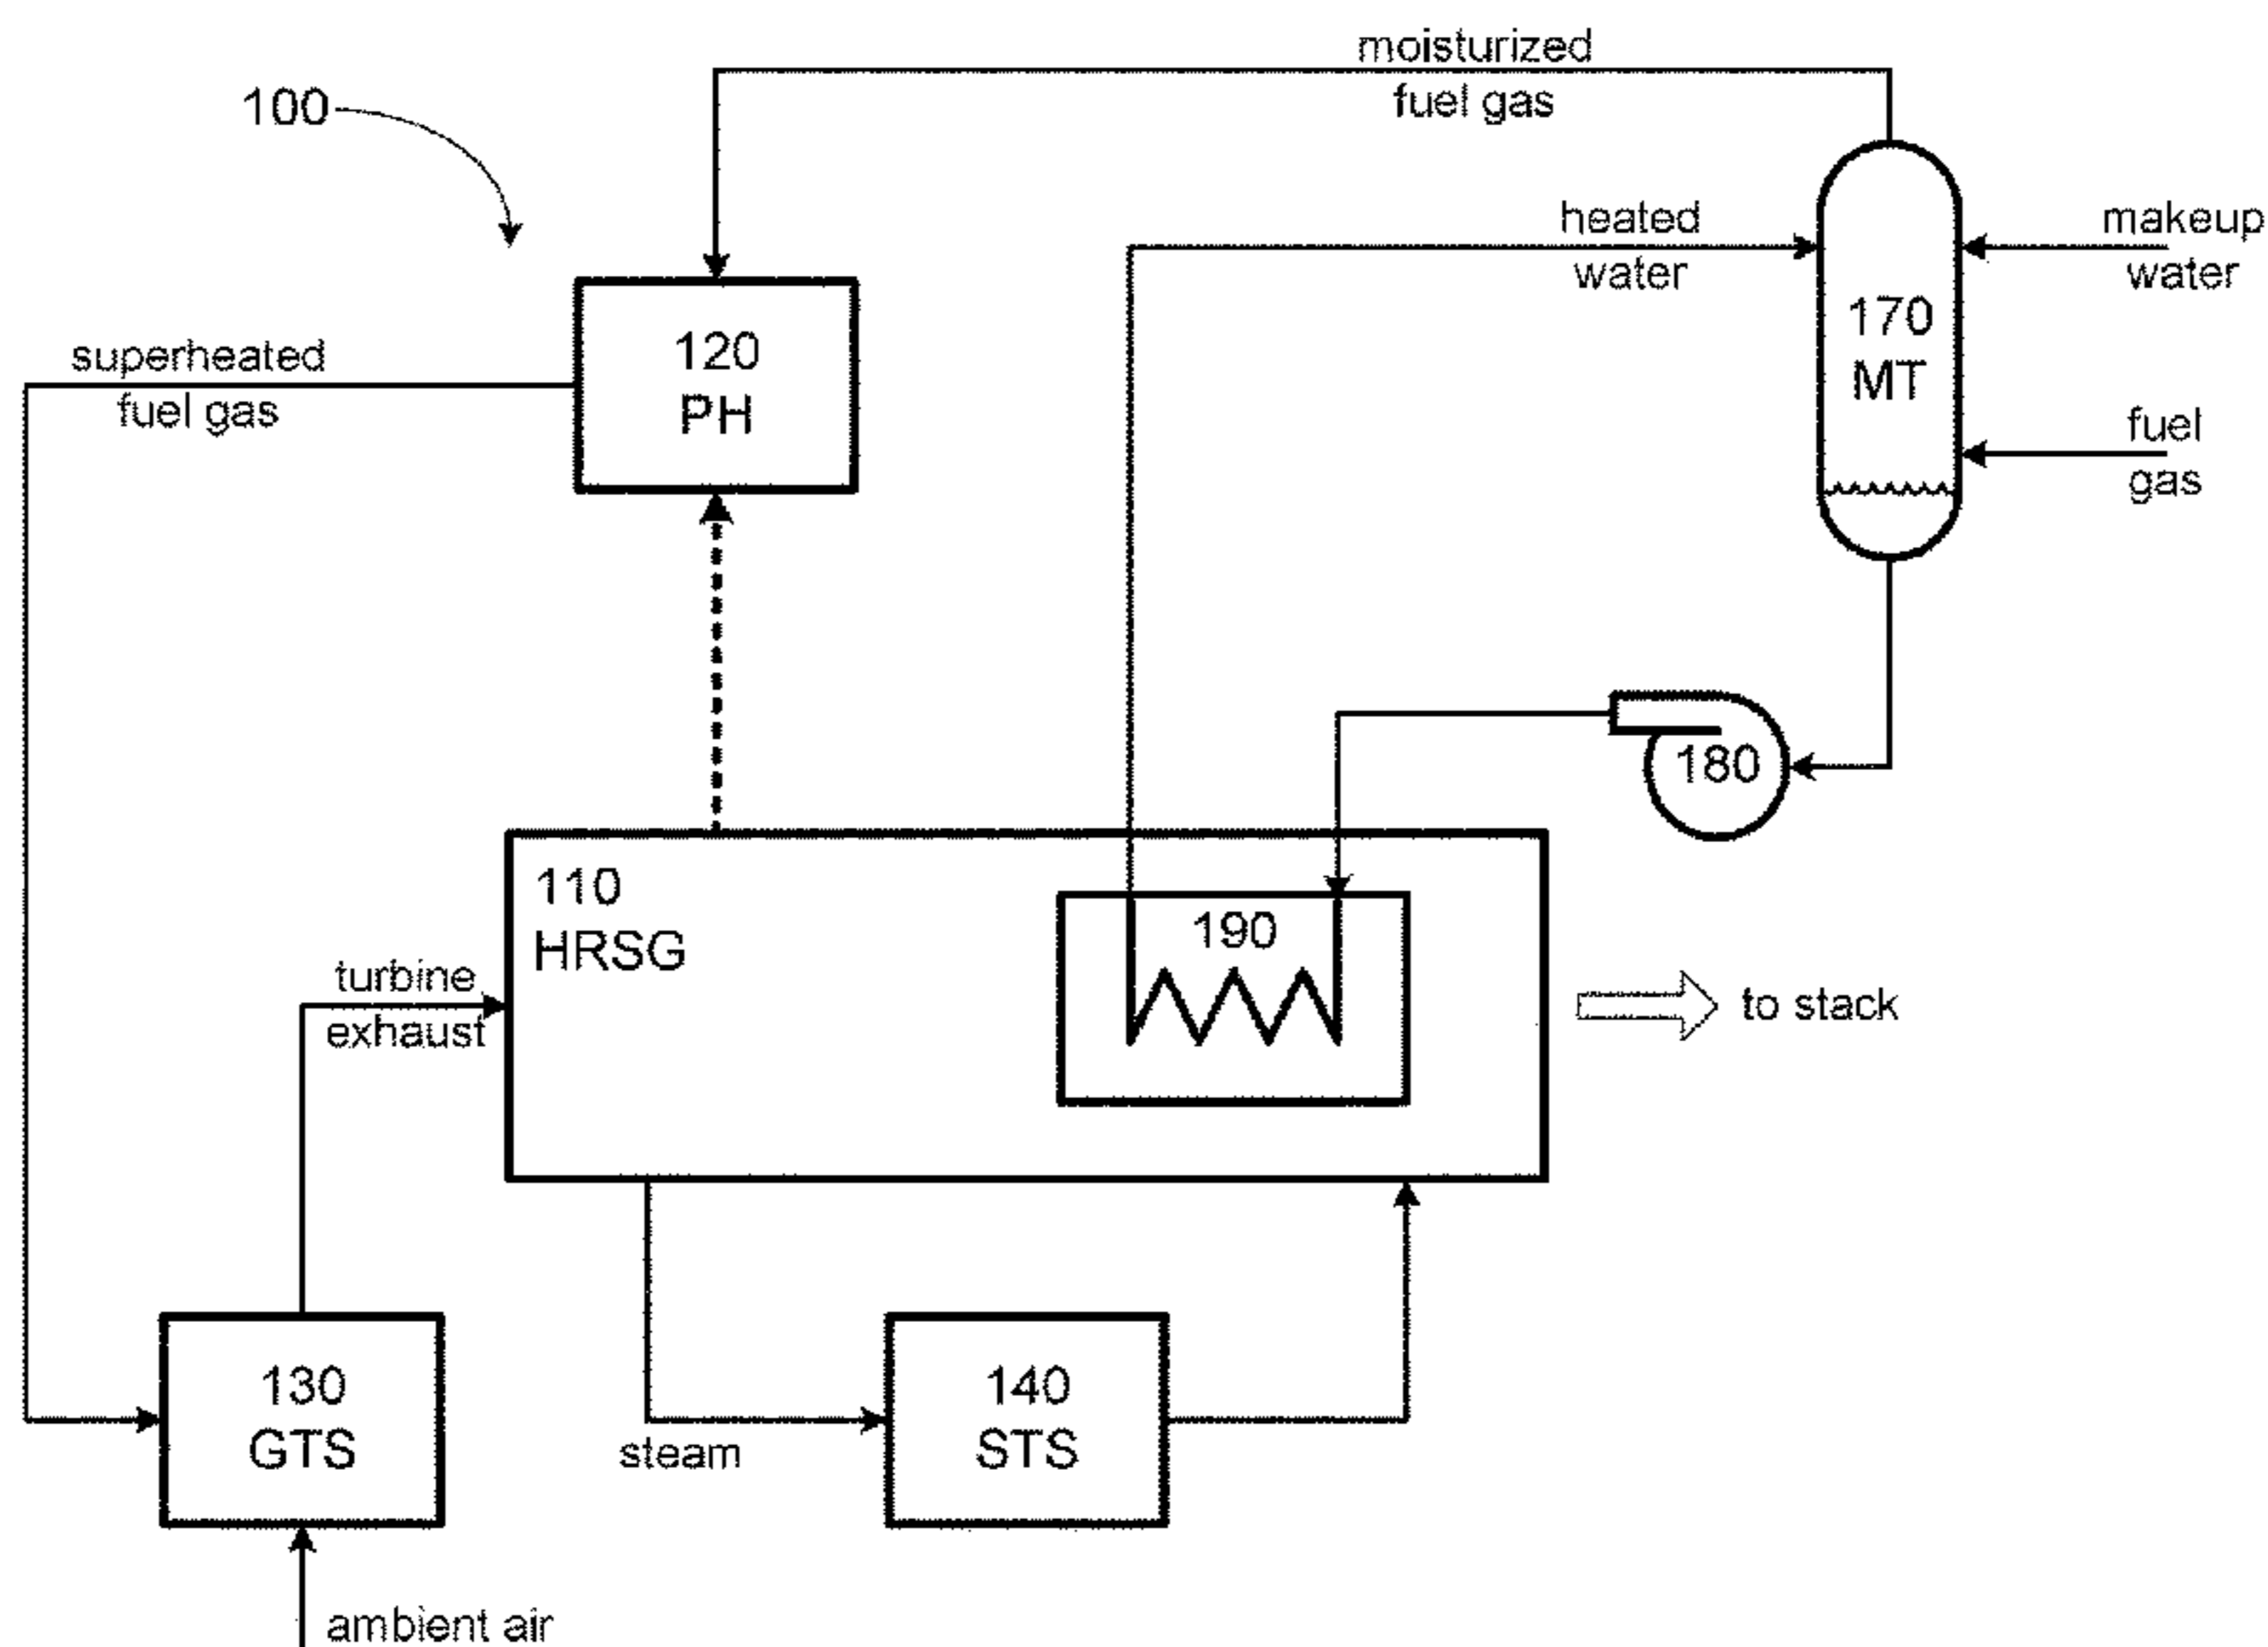 moisturized
fuel gas
100
heated
water
makeup
water
170
MT
120
PH
superheated
fuel gas
fuel
gas
180
110
HRSG
190
turbine
exhaust
to stack
130
GTS
140
STS
steam
ambient air